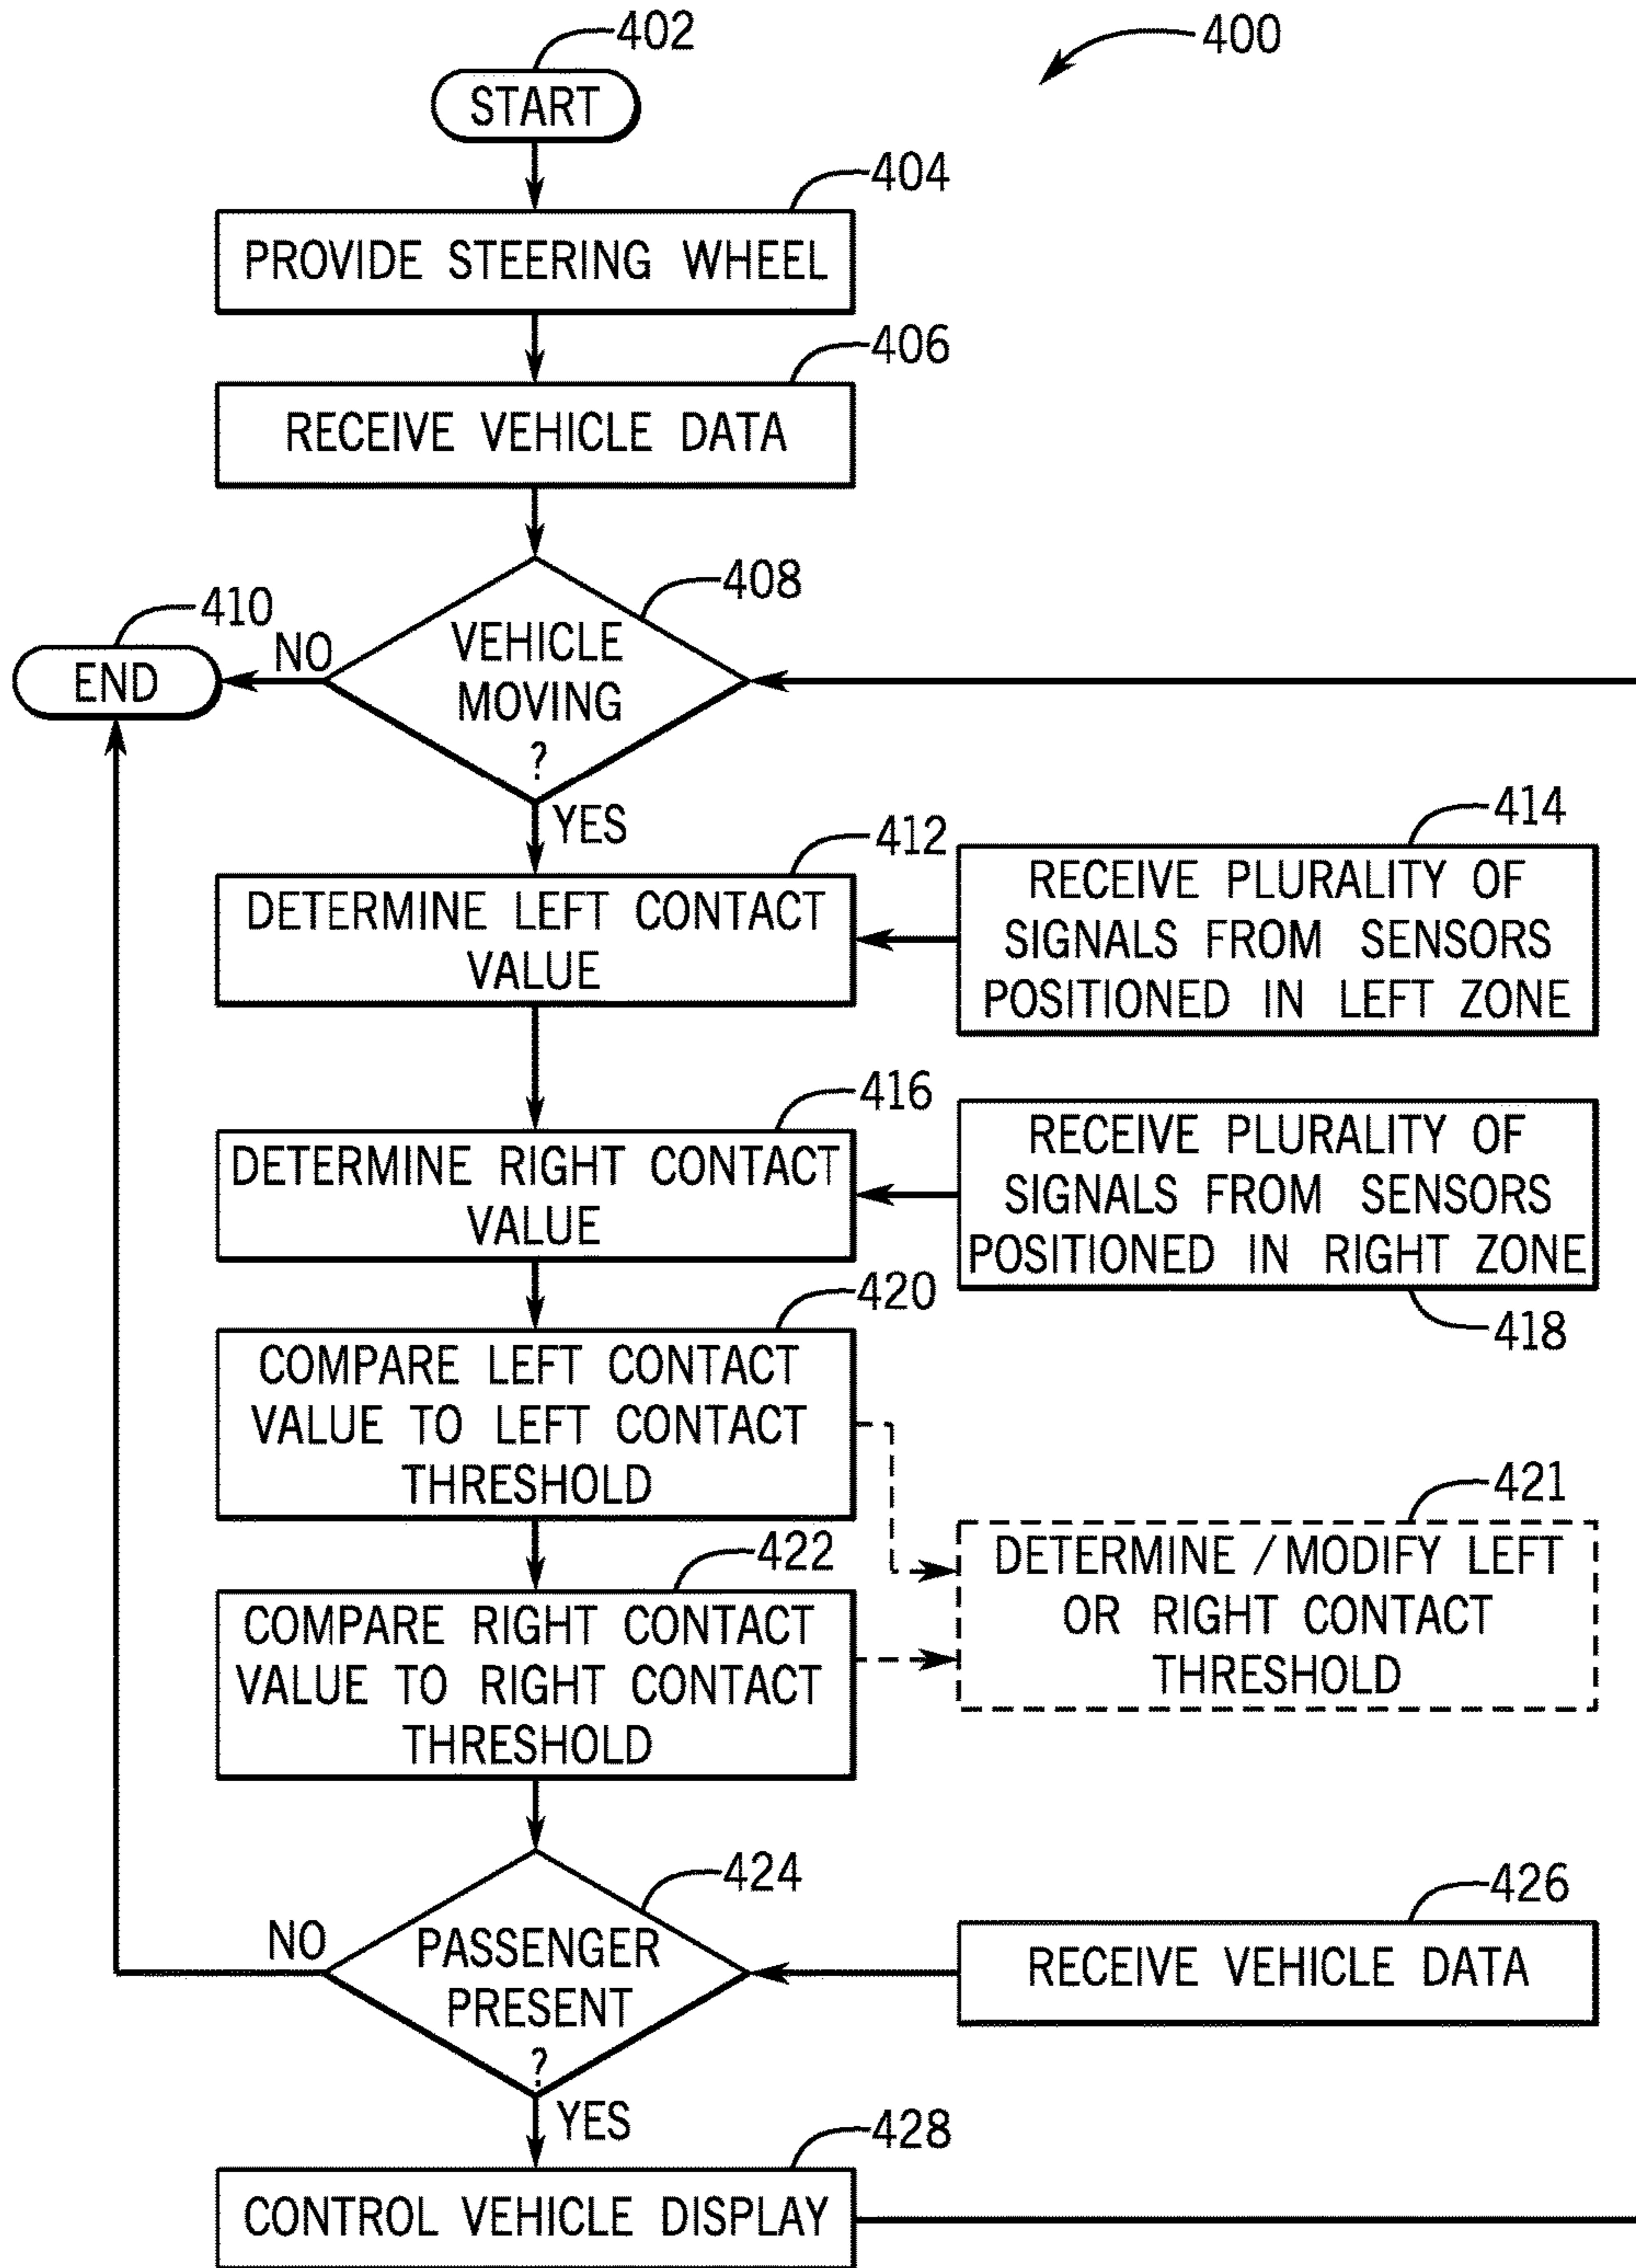 402
400
START
404
PROVIDE STEERING WHEEL
406
RECEIVE VEHICLE DATA
408
410
NO
END
VEHICLE
MOVING
?
YES
412
DETERMINE LEFT CONTACT
VALUE
414
RECEIVE PLURALITY OF
SIGNALS FROM SENSORS
POSITIONED IN LEFT ZONE
416
DETERMINE RIGHT CONTACT
VALUE
RECEIVE PLURALITY OF
SIGNALS FROM SENSORS
POSITIONED IN RIGHT ZONE
418
420
COMPARE LEFT CONTACT
VALUE TO LEFT CONTACT
THRESHOLD
421
DETERMINE / MODIFY LEFT
OR RIGHT CONTACT
THRESHOLD
422
COMPARE RIGHT CONTACT
VALUE TO RIGHT CONTACT
THRESHOLD
424
NO
PASSENGER
PRESENT
?
426
RECEIVE VEHICLE DATA
YES
428
CONTROL VEHICLE DISPLAY